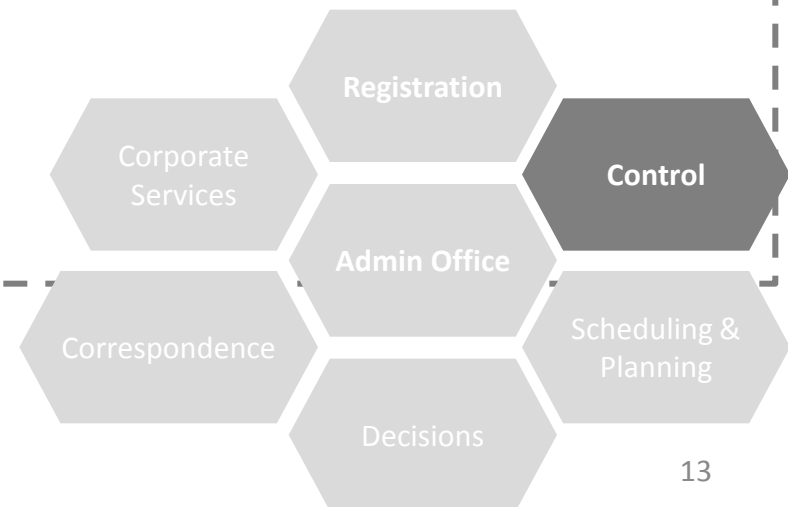 Registration
Corporate
Services
Control
Admin Office
Correspondence
Scheduling &
Planning
Decisions
13